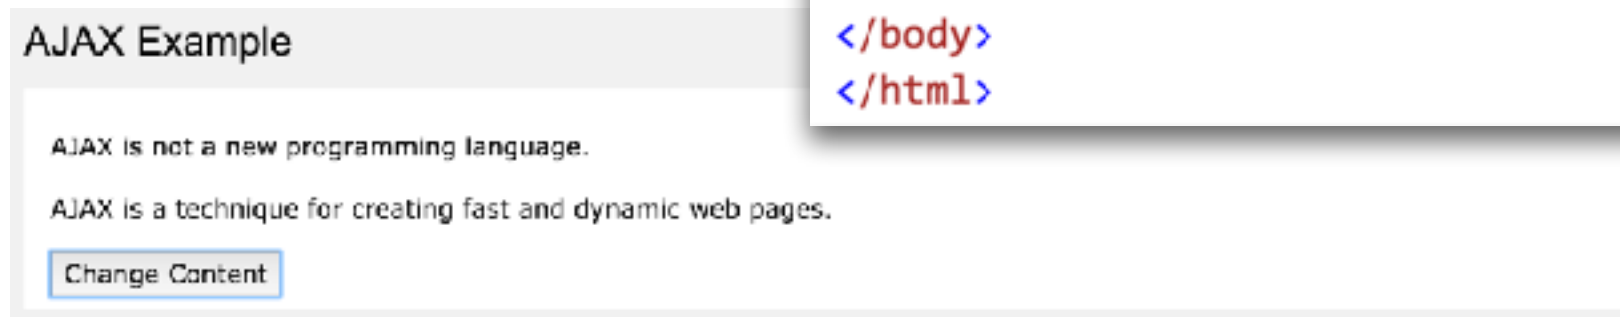 AJAX Example
</body>
</html>
AJAX is not a new programming language.
AJAX is a technique for creating fast and dynamic web pages.
Change Content